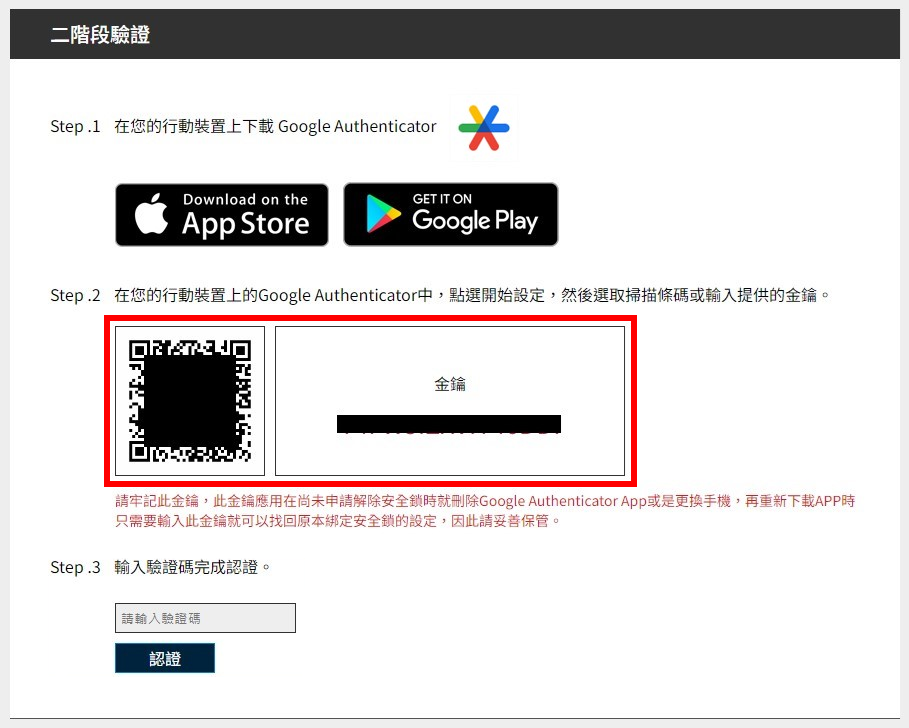 二階段驗證
Step .1 在您的行動裝置上下載 Google Authenticator
Download on the
App Store
GET IT ON
Google Play
Step .2 在您的行動裝置上的Google Authenticator中，點選開始設定，然後選取掃描條碼或輸入提供的金鑰。
金鑰
請牢記此金鑰，此金鑰應用在尚未申請解除安全鎖時就刪除Google Authenticator App或是更換手機，再重新下載APP時
只需要輸入此金鑰就可以找回原本綁定安全鎖的設定，因此請妥善保管。
Step .3 輸入驗證碼完成認證。
請輸入驗證碼
認證